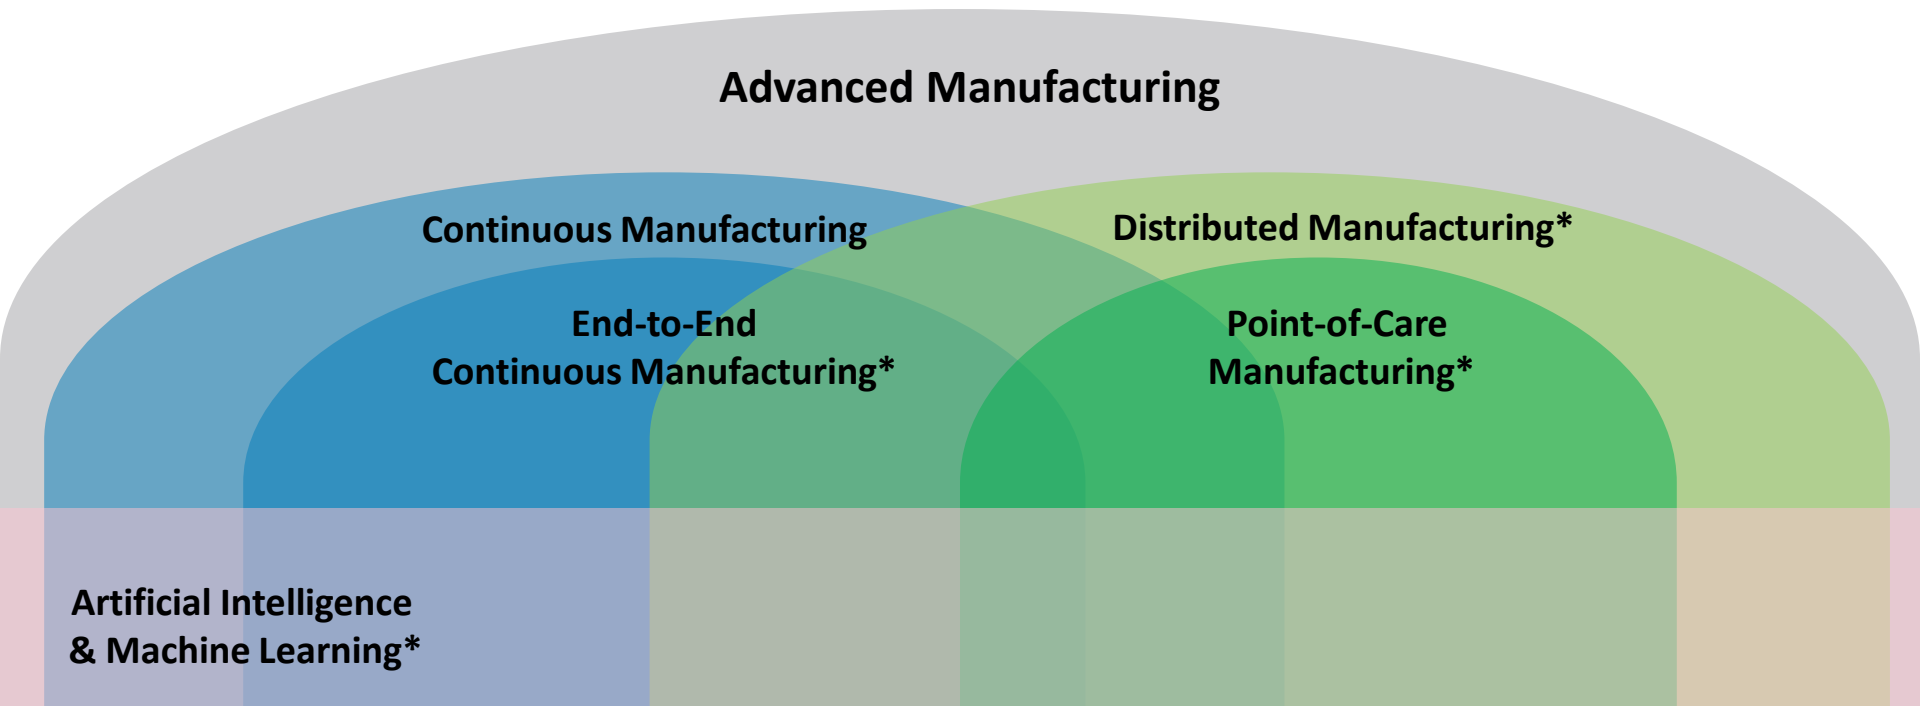 Advanced Manufacturing
Continuous Manufacturing
Distributed Manufacturing*
End-to-End
Continuous Manufacturing*
Point-of-Care
Manufacturing*
Artificial Intelligence
& Machine Learning*